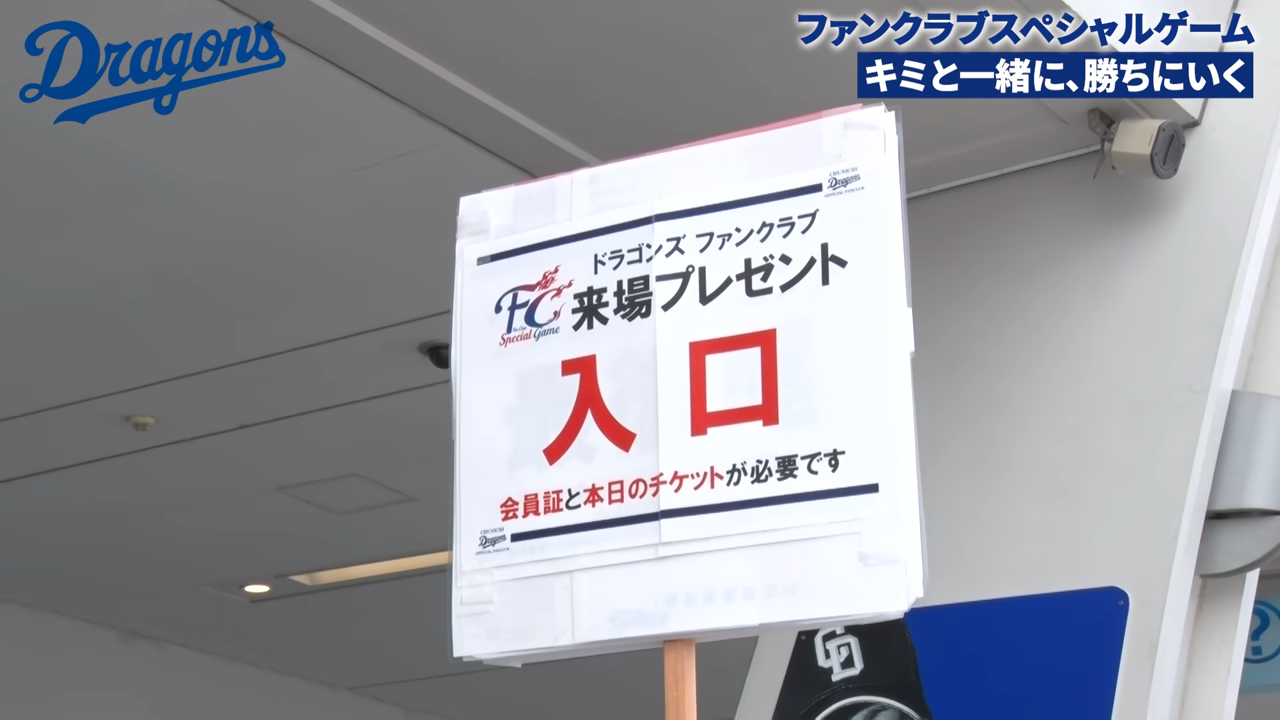 Dragons
ファンクラブスペシャルゲーム
キミと一緒に、勝ちにいく
CHUNICHI
Dragons
ドラゴンズ ファンクラブ
FC
Special Game
来場プレゼント
入口
会員証と本日のチケットが必要です
CHUNICHI
Dragons
CD
?